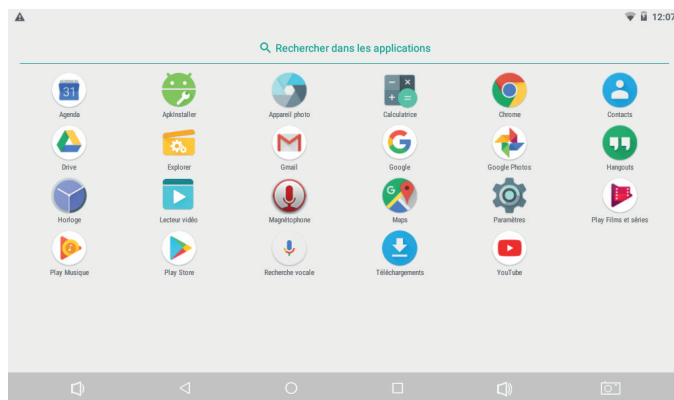 12:07
Rechercher dans les applications
31
Agenda
ApkInstaller
Appareil photo
Calculatrice
Chrome
Contacts
Drive
Explorer
Gmail
Google
Google Photos
Hangouts
Horloge
Lecteur vidéo
Magnétophone
Maps
Paramètres
Play Films et séries
Play Musique
Play Store
Recherche vocale
Téléchargements
YouTube